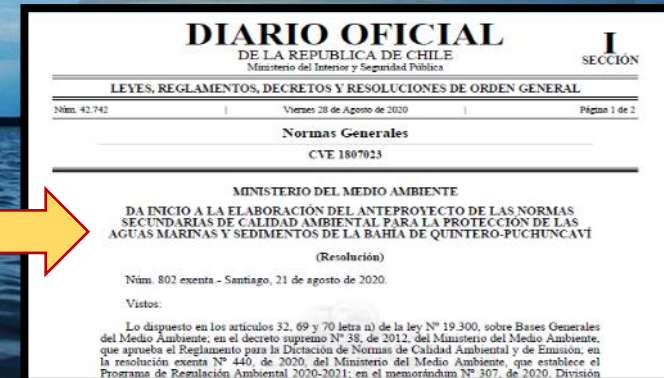 DIARIO OFICIAL
DE LA REPUBLICA DE CHILE
Ministerio del Interior y Seguridad Pública
I
SECCIÓN
LEYES, REGLAMENTOS, DECRETOS Y RESOLUCIONES DE ORDEN GENERAL
Núm. 42.742 | Viernes 28 de Agosto de 2020 | Página 1 de 2
Normas Generales
CVE 1807023
MINISTERIO DEL MEDIO AMBIENTE
DA INICIO A LA ELABORACIÓN DEL ANTEPROYECTO DE LAS NORMAS
SECUNDARIAS DE CALIDAD AMBIENTAL PARA LA PROTECCIÓN DE LAS
AGUAS MARINAS Y SEDIMENTOS DE LA BAHÍA DE QUINTERO-PUCHUNCAVÍ
(Resolución)
Núm. 802 exenta.- Santiago, 21 de agosto de 2020.
Vistos:
Lo dispuesto en los artículos 32, 69 y 70 letra n) de la ley Nº 19.300, sobre Bases Generales
del Medio Ambiente; en el decreto supremo Nº 38, de 2012, del Ministerio del Medio Ambiente,
que aprueba el Reglamento para la Dictación de Normas de Calidad Ambiental y de Emisión; en
la resolución exenta Nº 440, de 2020, del Ministerio del Medio Ambiente, que establece el
Programa de Regulación Ambiental 2020-2021; en el memorándum Nº 307, de 2020, División